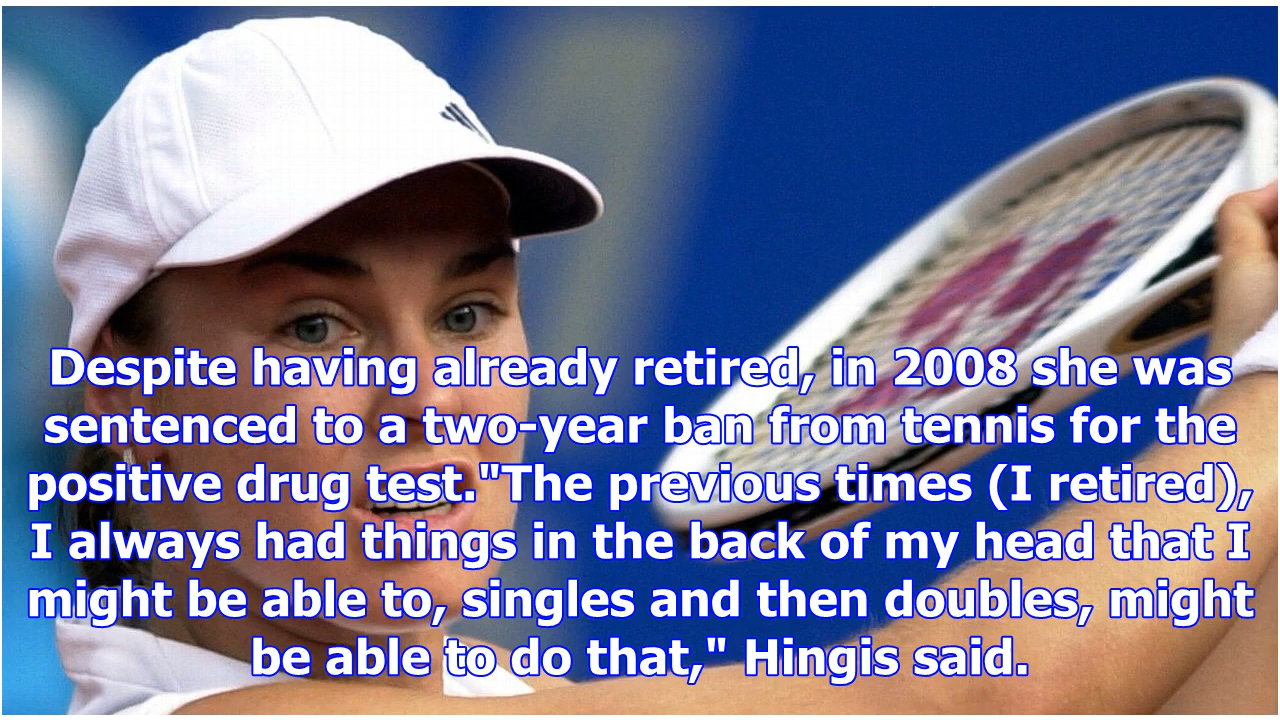 Despite having already retired, in 2008 she was
sentenced to a two-year ban from tennis for the
positive drug test."The previous times (I retired),
I always had things in the back of my head that I
might be able to, singles and then doubles, might
be able to do that," Hingis said.